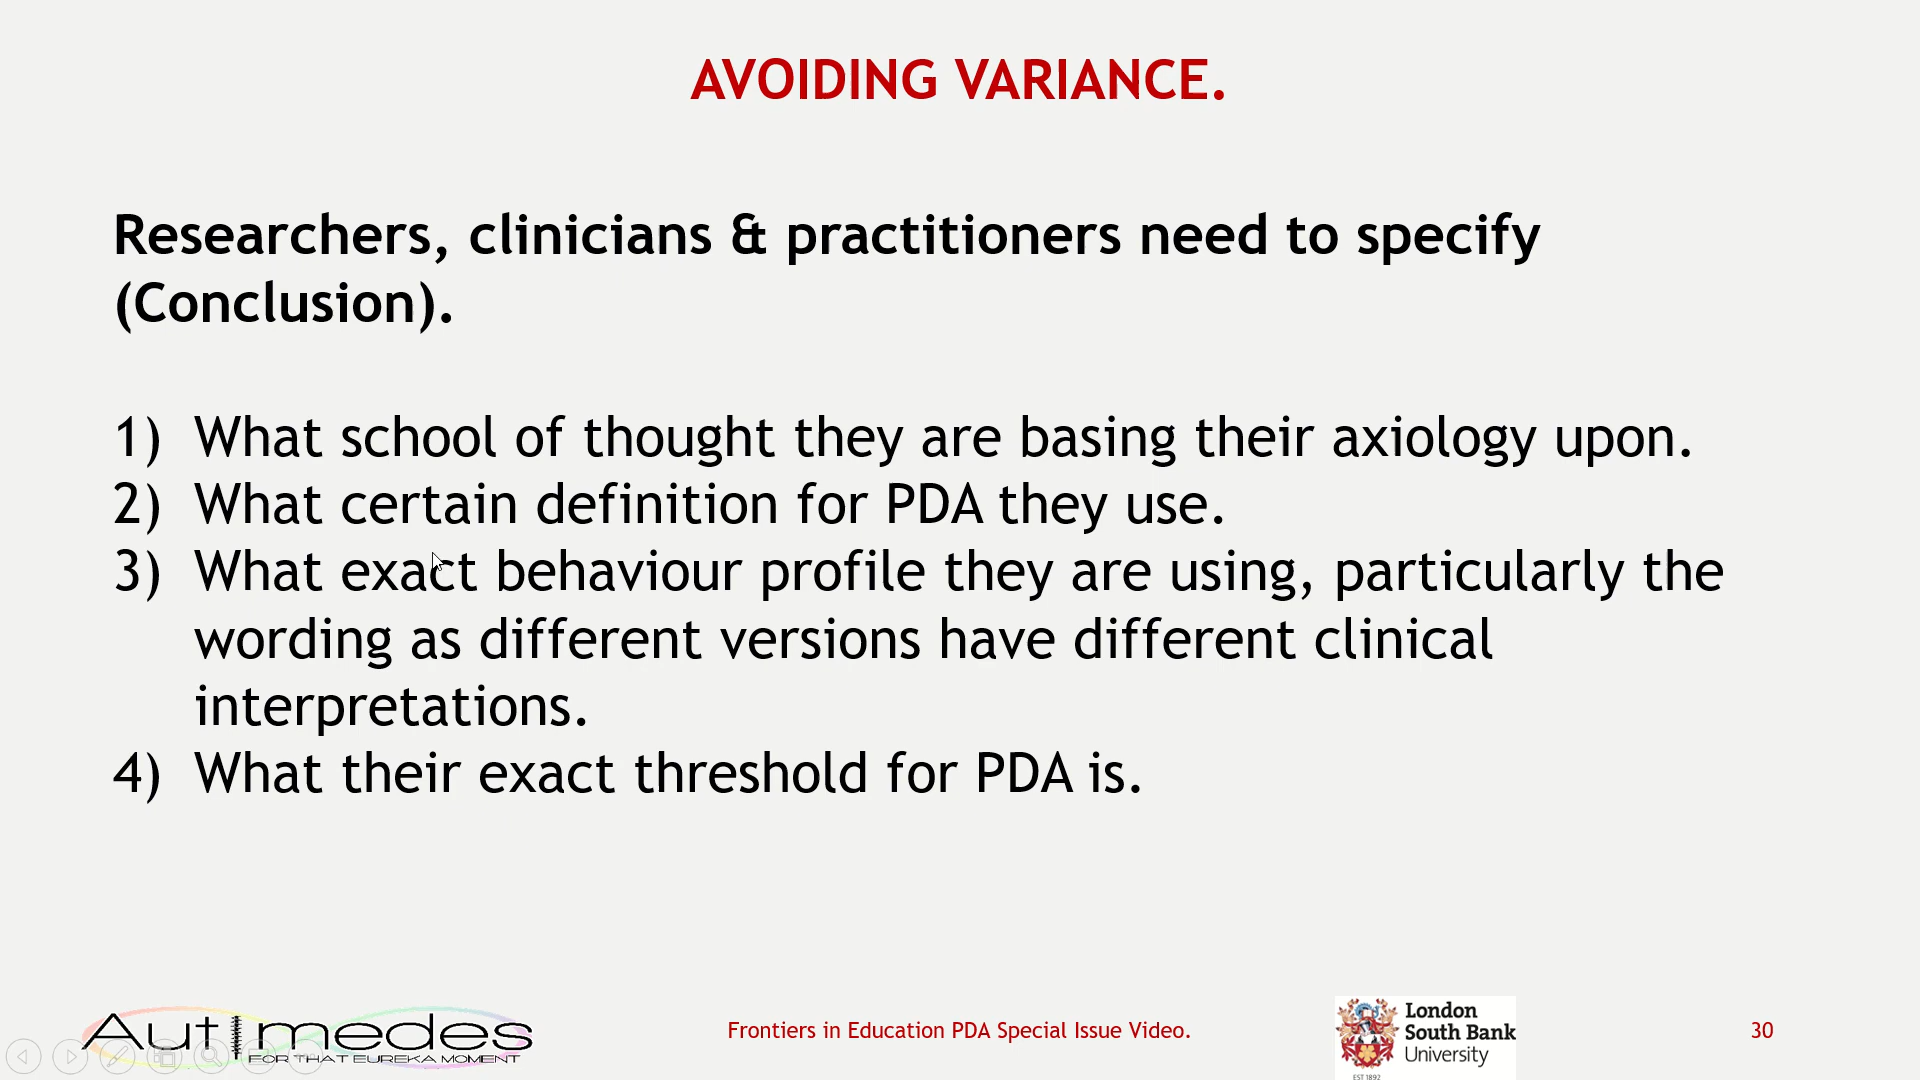 AVOIDING VARIANCE.
Researchers, clinicians & practitioners need to specify
(Conclusion).
1) What school of thought they are basing their axiology upon.
2) What certain definition for PDA they use.
3) What exact behaviour profile they are using, particularly the
wording as different versions have different clinical
interpretations.
4) What their exact threshold for PDA is.
Autimedes
FOR THAT EUREKA MOMENT
Frontiers in Education PDA Special Issue Video.
London
South Bank
University
EST 1892
30